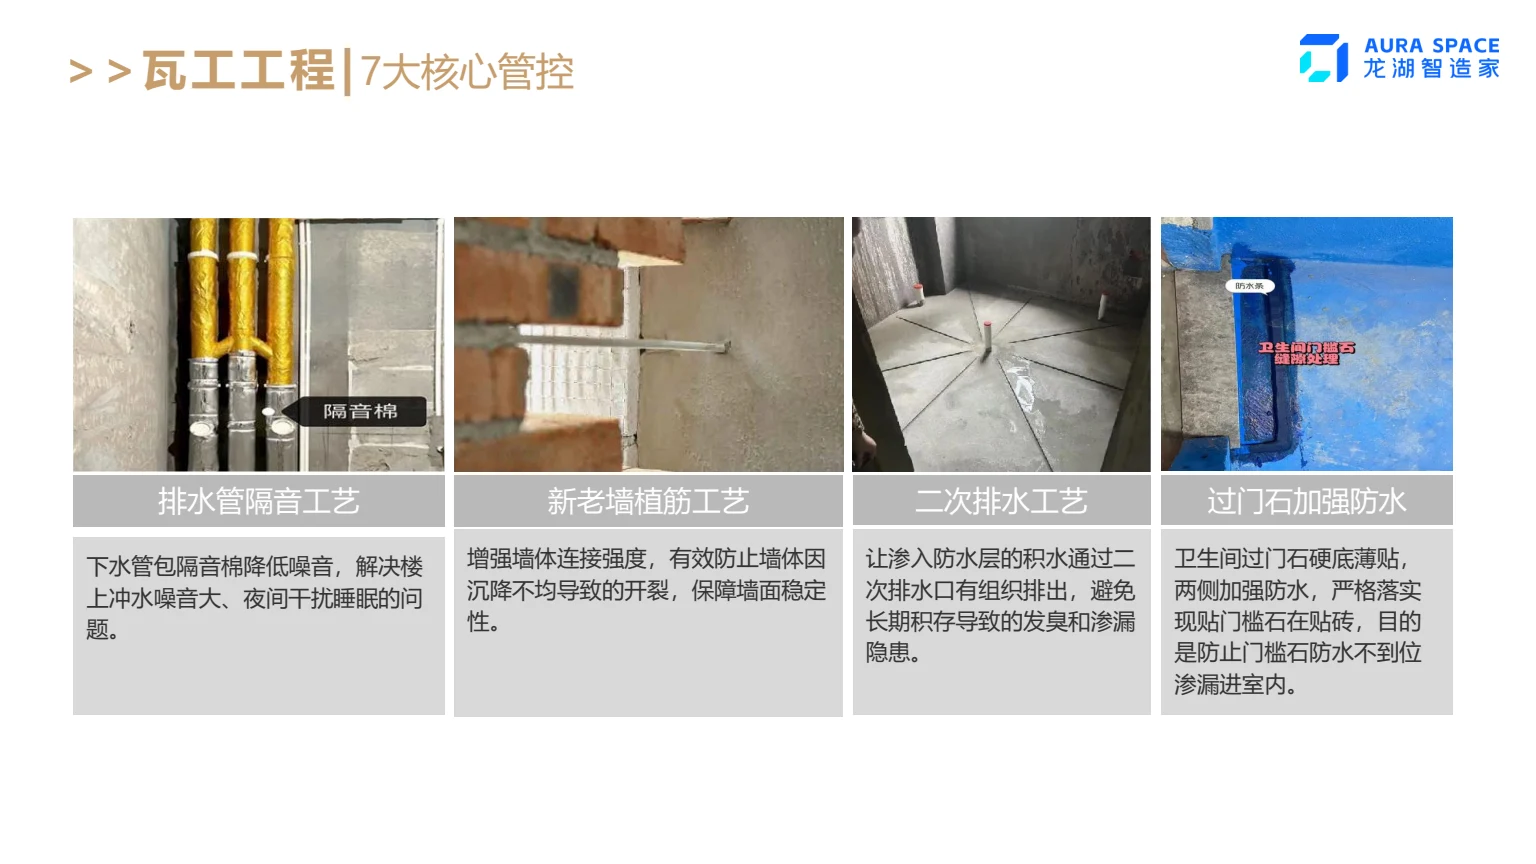 >>瓦工工程|7大核心管控
AURA SPACE
龙湖智造家
隔音棉
防水条
卫生间门槛石
缝隙处理
排水管隔音工艺
新老墙植筋工艺
二次排水工艺
过门石加强防水
下水管包隔音棉降低噪音，解决楼
上冲水噪音大、夜间干扰睡眠的问
题。
增强墙体连接强度，有效防止墙体因
沉降不均导致的开裂，保障墙面稳定
性。
让渗入防水层的积水通过二
次排水口有组织排出，避免
长期积存导致的发臭和渗漏
隐患。
卫生间过门石硬底薄贴，
两侧加强防水，严格落实
现贴门槛石在贴砖，目的
是防止门槛石防水不到位
渗漏进室内。